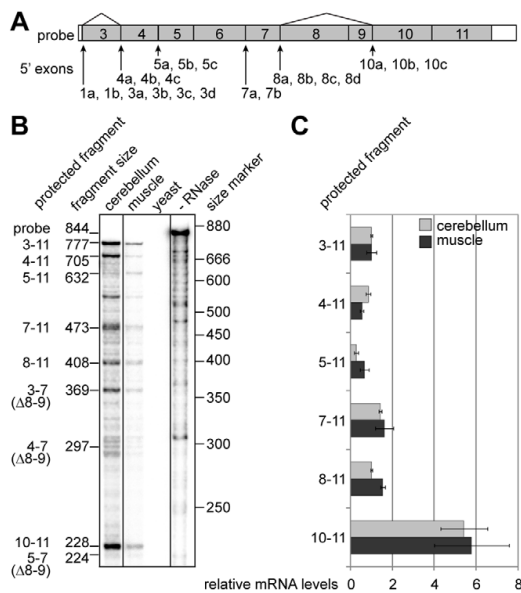 A
probe 3 4 5 6 7 8 9 10 11
5' exons
5a, 5b, 5c
10a, 10b, 10c
4a, 4b, 4c
8a, 8b, 8c, 8d
1a, 1b, 3a, 3b, 3c, 3d
7a, 7b
B
protected fragment
fragment size
cerebellum
muscle
yeast
- RNase
size marker
probe 844
3-11 777
4-11 705
5-11 632
7-11 473
8-11 408
3-7 369
(Δ8-9)
4-7 297
(Δ8-9)
10-11 228
5-7 224
(Δ8-9)
880
666
600
500
450
400
350
300
250
C
protected fragment
cerebellum
muscle
3-11
4-11
5-11
7-11
8-11
10-11
relative mRNA levels 0 2 4 6 8